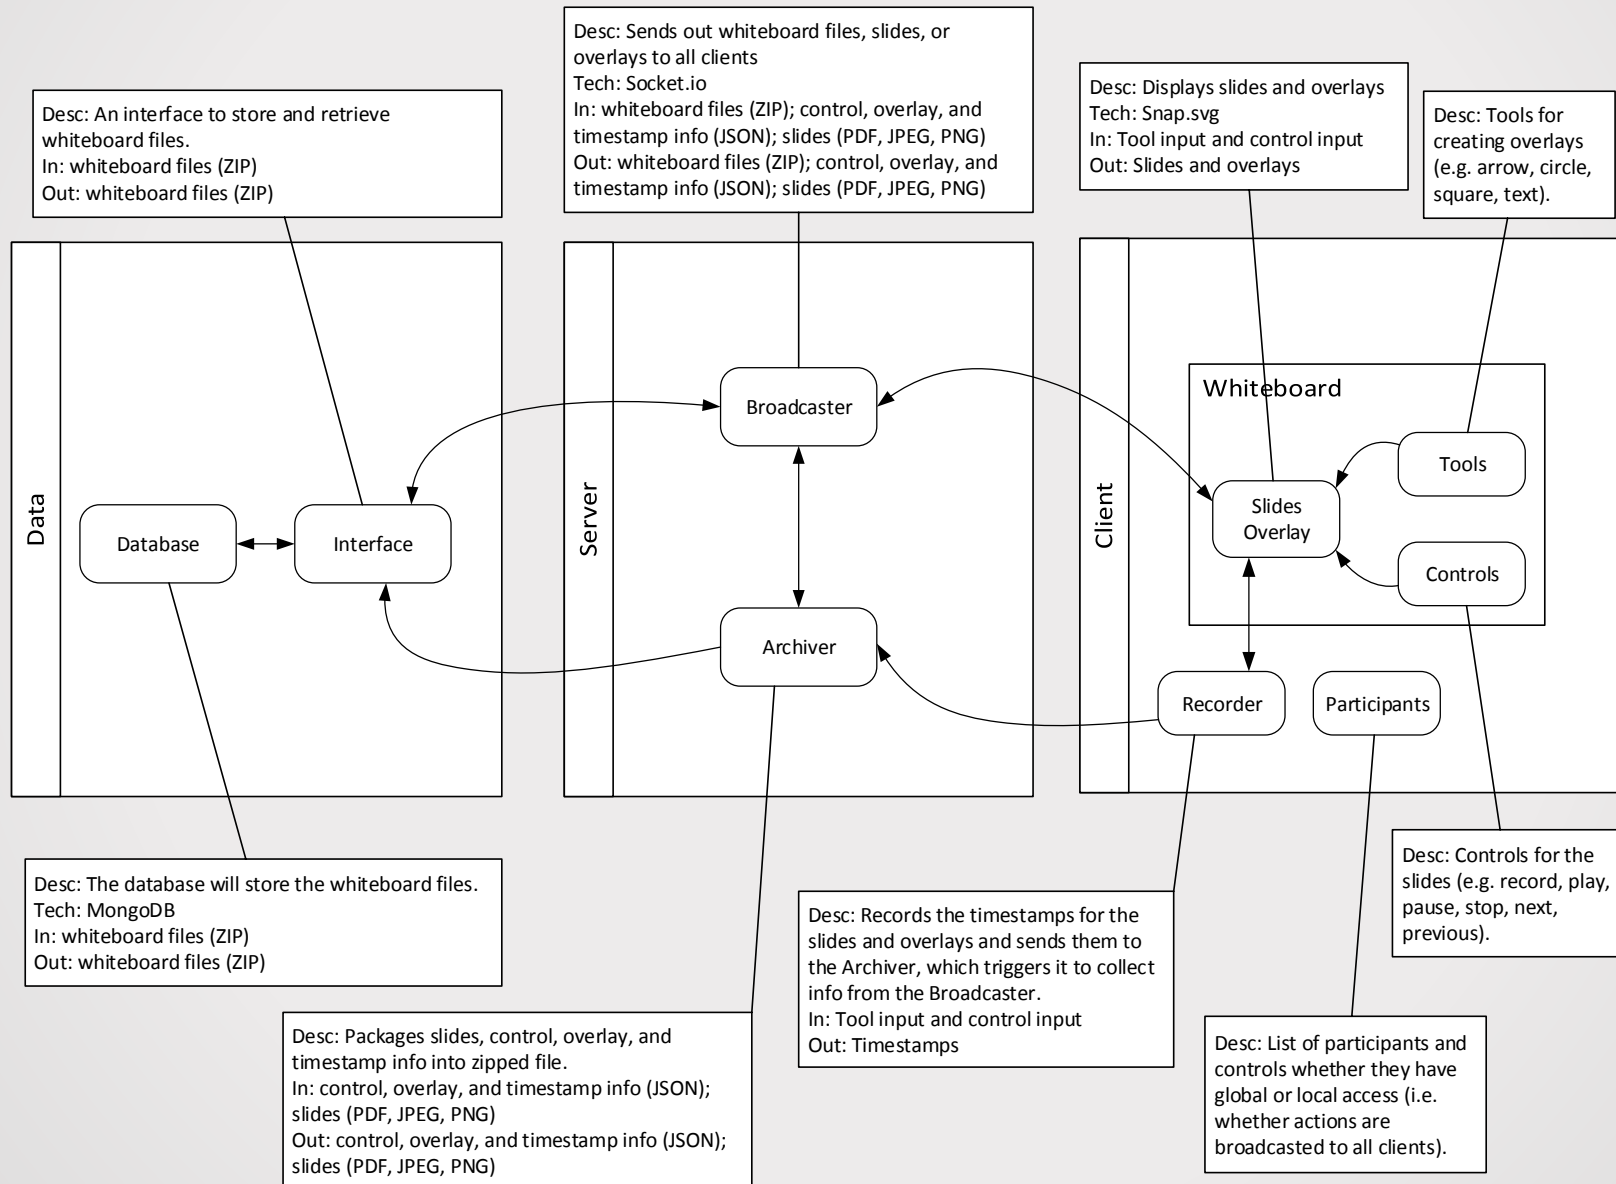 Desc: Sends out whiteboard files, slides, or
overlays to all clients
Tech: Socket.io
In: whiteboard files (ZIP); control, overlay, and
timestamp info (JSON); slides (PDF, JPEG, PNG)
Out: whiteboard files (ZIP); control, overlay, and
timestamp info (JSON); slides (PDF, JPEG, PNG)
Desc: An interface to store and retrieve
whiteboard files.
In: whiteboard files (ZIP)
Out: whiteboard files (ZIP)
Desc: Displays slides and overlays
Tech: Snap.svg
In: Tool input and control input
Out: Slides and overlays
Desc: Tools for
creating overlays
(e.g. arrow, circle,
square, text).
Data
Database
Interface
Server
Broadcaster
Archiver
Client
Whiteboard
Tools
Slides
Overlay
Controls
Recorder
Participants
Desc: The database will store the whiteboard files.
Tech: MongoDB
In: whiteboard files (ZIP)
Out: whiteboard files (ZIP)
Desc: Packages slides, control, overlay, and
timestamp info into zipped file.
In: control, overlay, and timestamp info (JSON);
slides (PDF, JPEG, PNG)
Out: control, overlay, and timestamp info (JSON);
slides (PDF, JPEG, PNG)
Desc: Records the timestamps for the
slides and overlays and sends them to
the Archiver, which triggers it to collect
info from the Broadcaster.
In: Tool input and control input
Out: Timestamps
Desc: Controls for the
slides (e.g. record, play,
pause, stop, next,
previous).
Desc: List of participants and
controls whether they have
global or local access (i.e.
whether actions are
broadcasted to all clients).